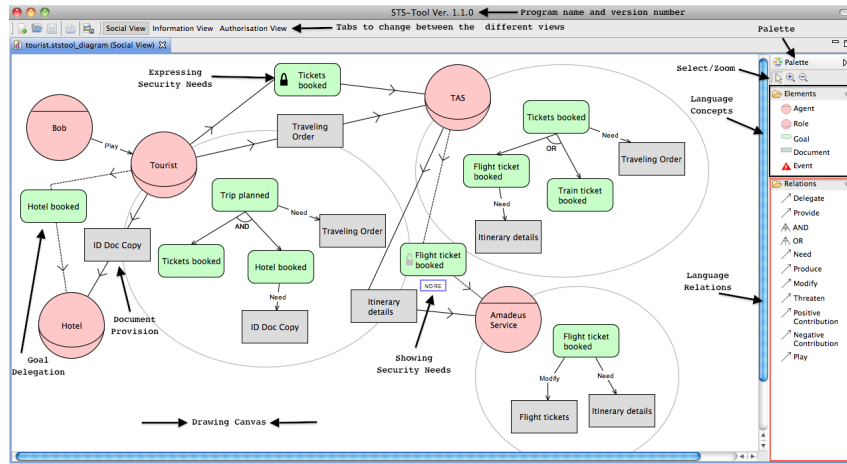 STS-Tool Ver. 1.1.0
Program name and version number
Social View
Information View
Authorisation View
Tabs to change between the different views
tourist.ststool_diagram (Social View)
Palette
Palette
Select/Zoom
Elements
Agent
Role
Goal
Document
Event
Language
Concepts
Relations
Delegate
Provide
AND
OR
Need
Produce
Modify
Threaten
Positive
Contribution
Negative
Contribution
Play
Language
Relations
Expressing
Security Needs
Tickets
booked
TAS
Bob
Play
Tourist
Traveling
Order
Tickets booked
Need
OR
Traveling Order
Flight ticket
booked
Train ticket
booked
Need
Itinerary details
Hotel booked
Trip planned
Need
AND
Traveling Order
Tickets booked
Hotel booked
Need
ID Doc Copy
ID Doc Copy
Flight ticket
booked
NO RE
Itinerary
details
Amadeus
Service
Hotel
Document
Provision
Goal
Delegation
Showing
Security Needs
Flight ticket
booked
Modify
Need
Flight tickets
Itinerary details
Drawing Canvas